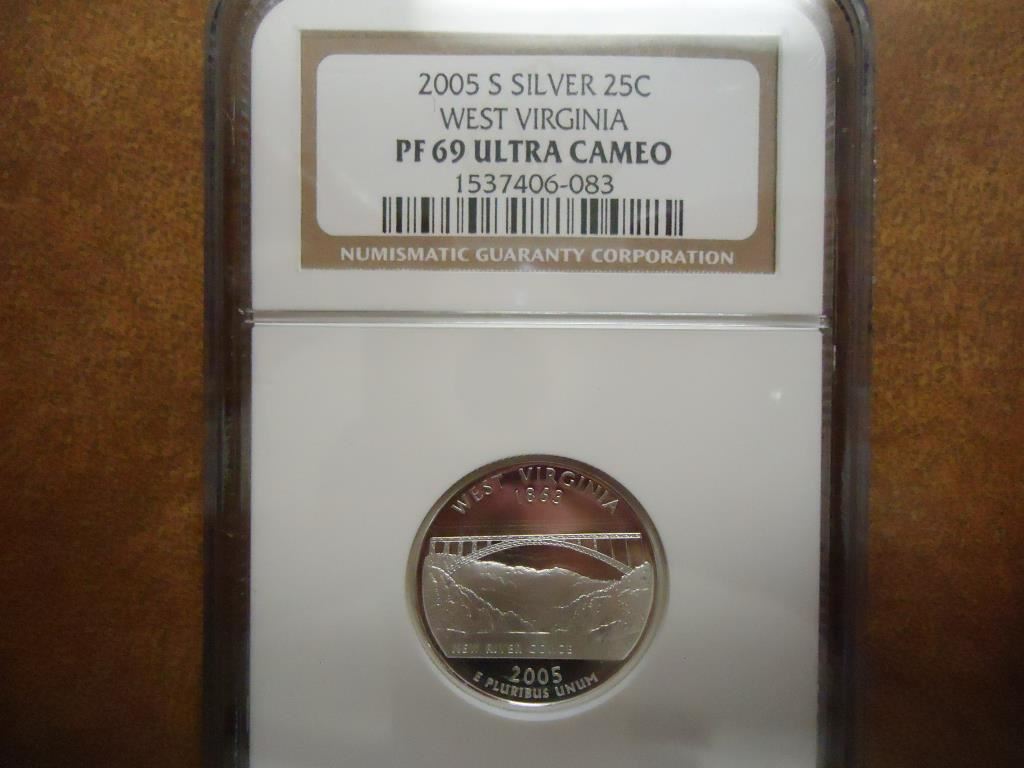 2005 S SILVER 25C
WEST VIRGINIA
PF 69 ULTRA CAMEO
1537406-083
NUMISMATIC GUARANTY CORPORATION
WEST VIRGINIA
1863
NEW RIVER GORGE
2005
E PLURIBUS UNUM